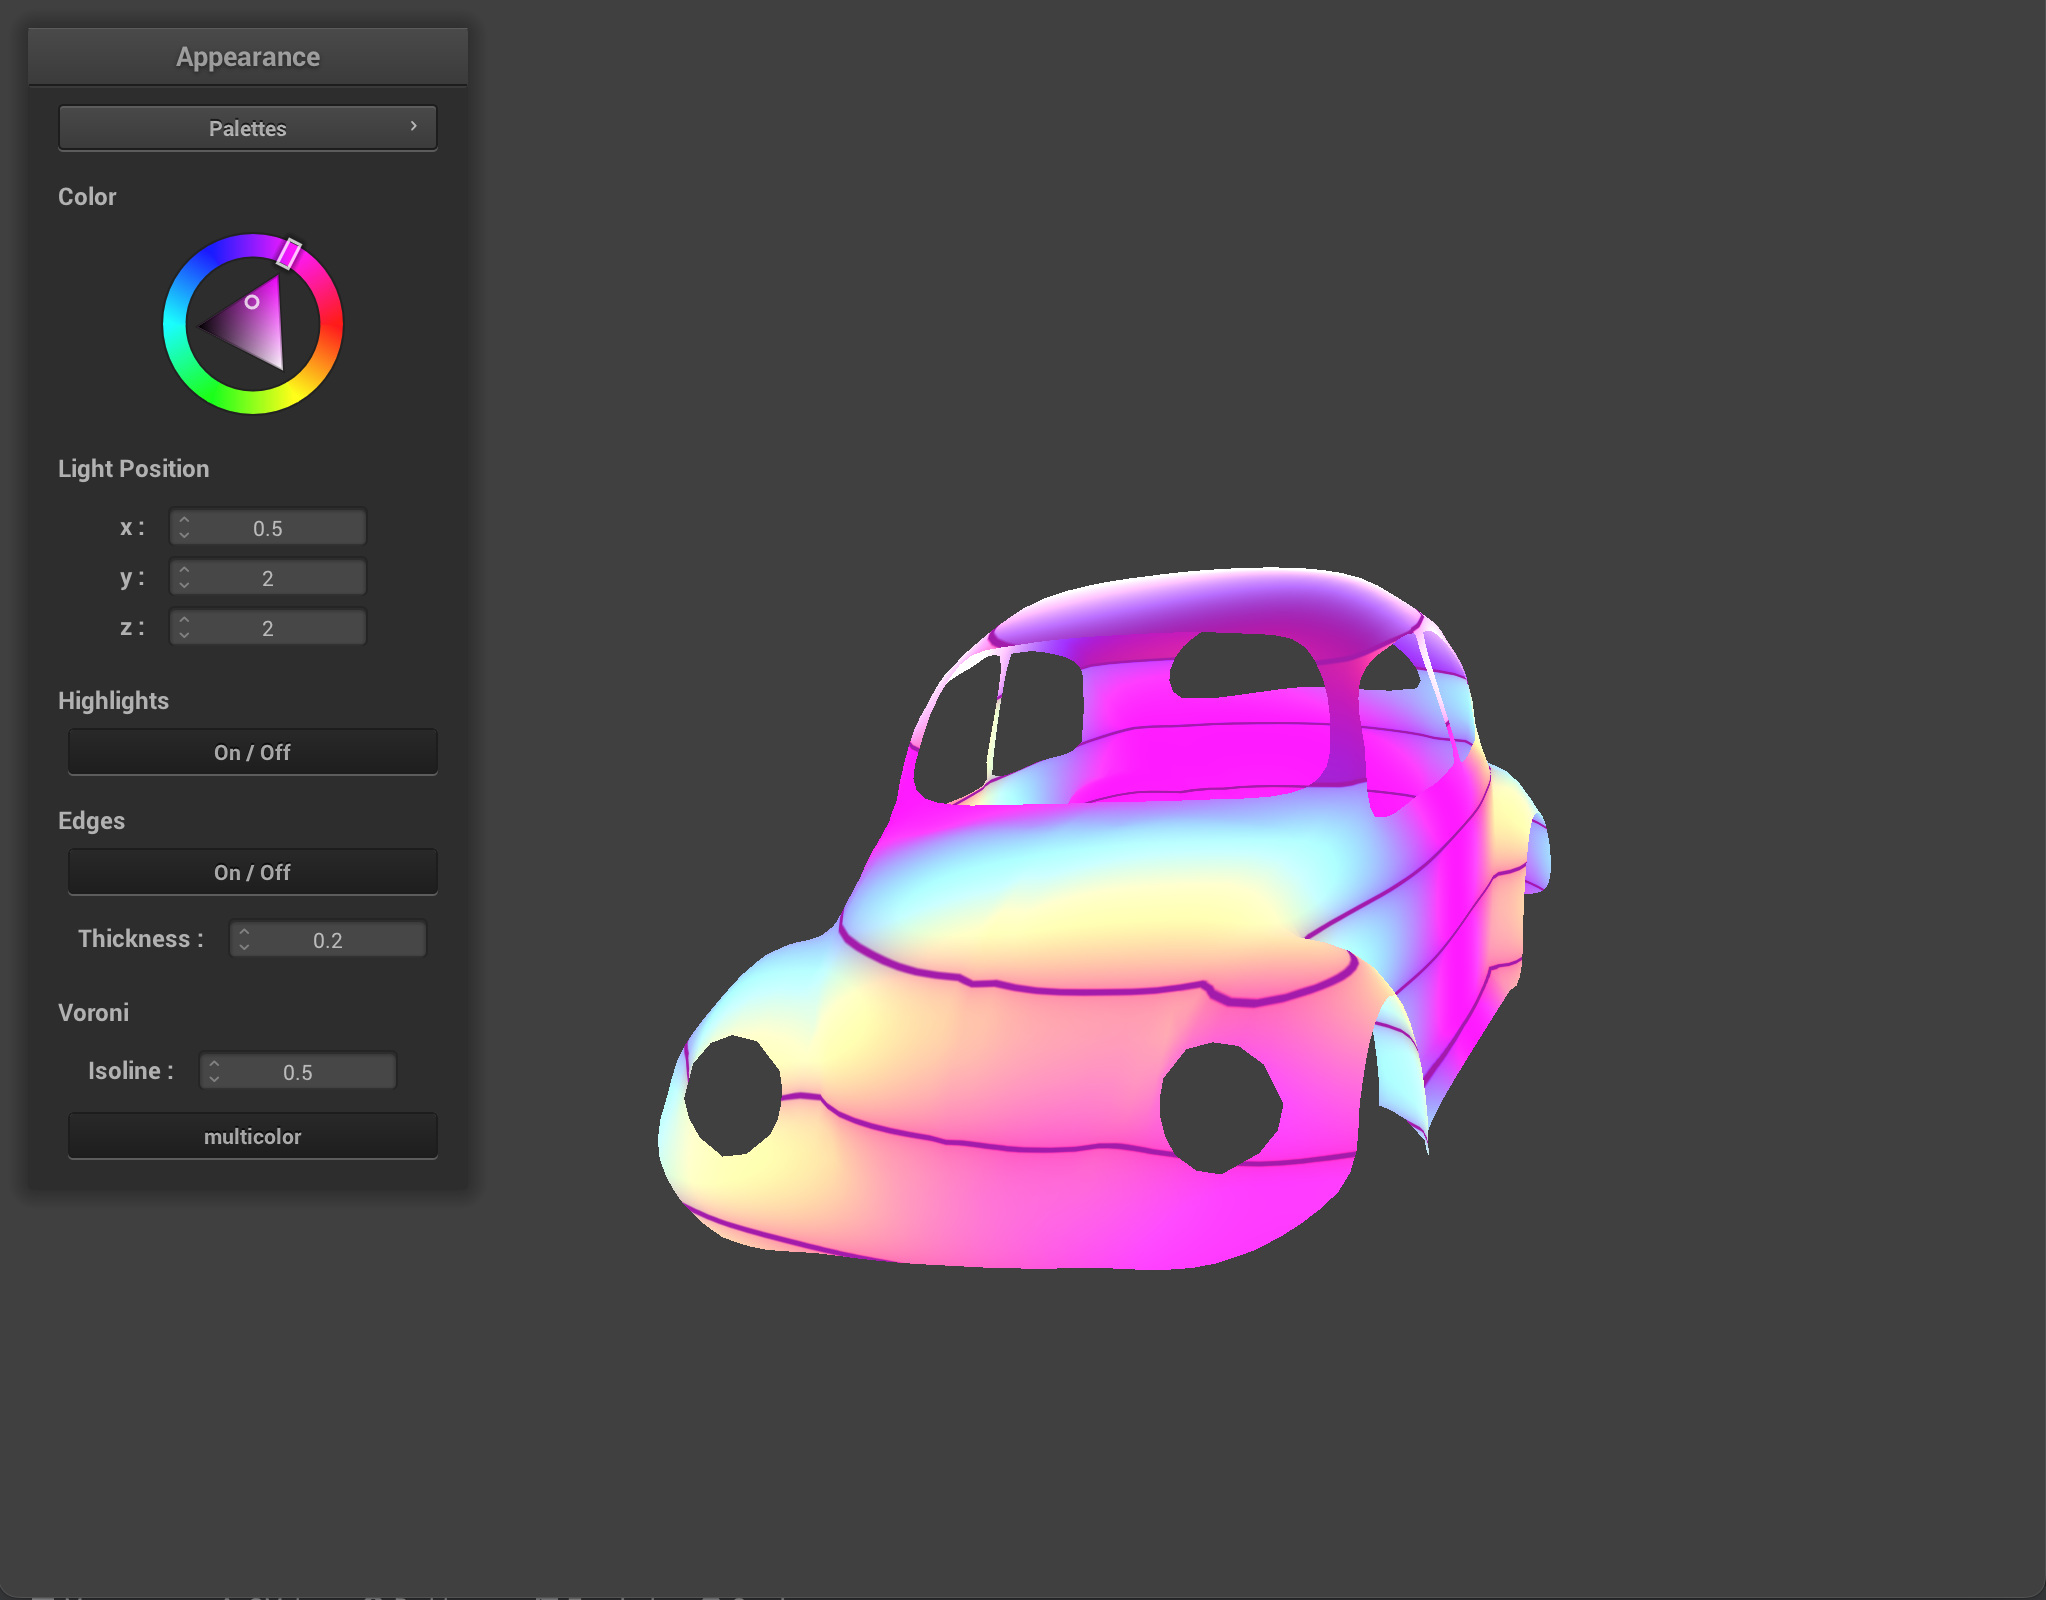 Appearance
Palettes
Color
Light Position
x : 0.5
y : 2
z : 2
Highlights
On / Off
Edges
On / Off
Thickness : 0.2
Voroni
Isoline : 0.5
multicolor